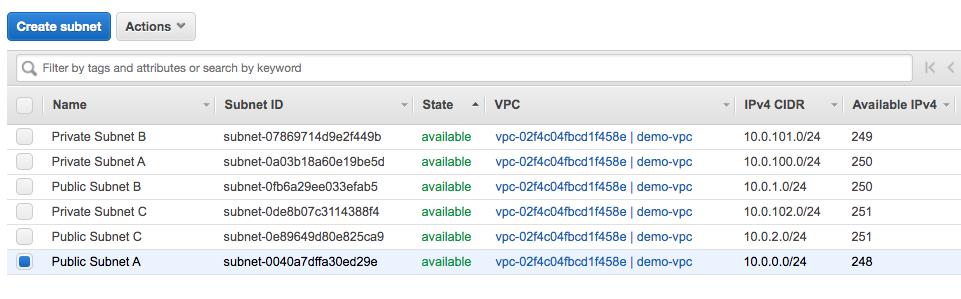 Create subnet Actions
Filter by tags and attributes or search by keyword
Name Subnet ID State VPC IPv4 CIDR Available IPv4
Private Subnet B subnet-07869714d9e2f449b available vpc-02f4c04fbcd1f458e | demo-vpc 10.0.101.0/24 249
Private Subnet A subnet-0a03b18a60e19be5d available vpc-02f4c04fbcd1f458e | demo-vpc 10.0.100.0/24 250
Public Subnet B subnet-0fb6a29ee033efab5 available vpc-02f4c04fbcd1f458e | demo-vpc 10.0.1.0/24 250
Private Subnet C subnet-0de8b07c3114388f4 available vpc-02f4c04fbcd1f458e | demo-vpc 10.0.102.0/24 251
Public Subnet C subnet-0e89649d80e825ca9 available vpc-02f4c04fbcd1f458e | demo-vpc 10.0.2.0/24 251
Public Subnet A subnet-0040a7dffa30ed29e available vpc-02f4c04fbcd1f458e | demo-vpc 10.0.0.0/24 248